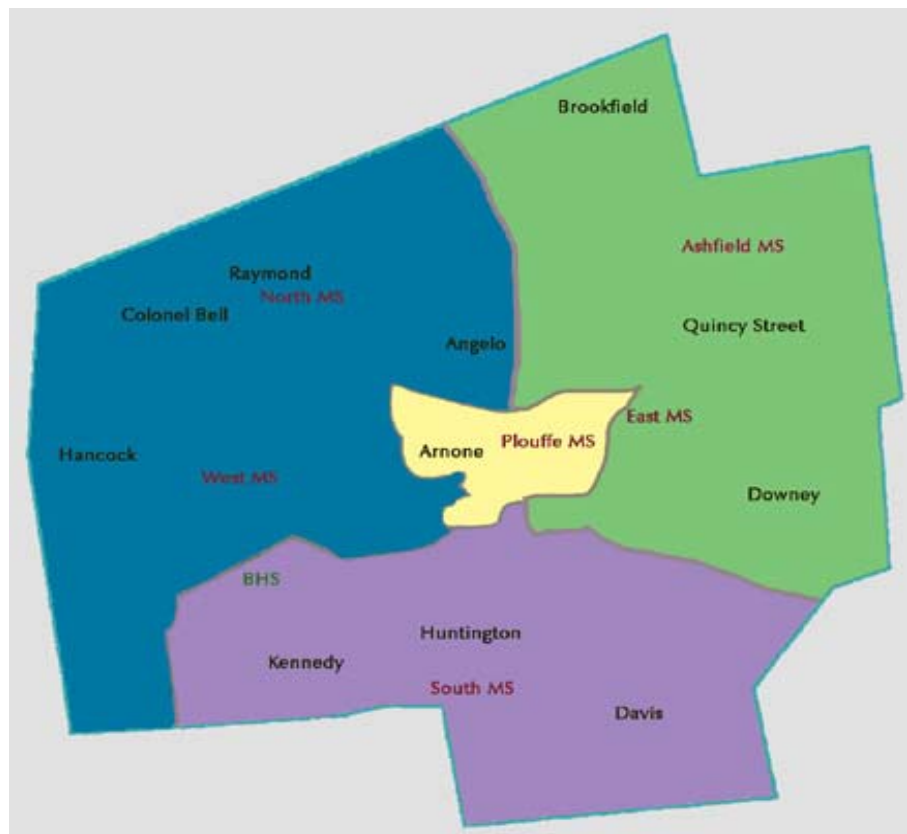 Brookfield
Ashfield MS
Raymond
North MS
Colonel Bell
Quincy Street
Angelo
East MS
Plouffe MS
Arnone
Hancock
West MS
Downey
BHS
Huntington
Kennedy
South MS
Davis